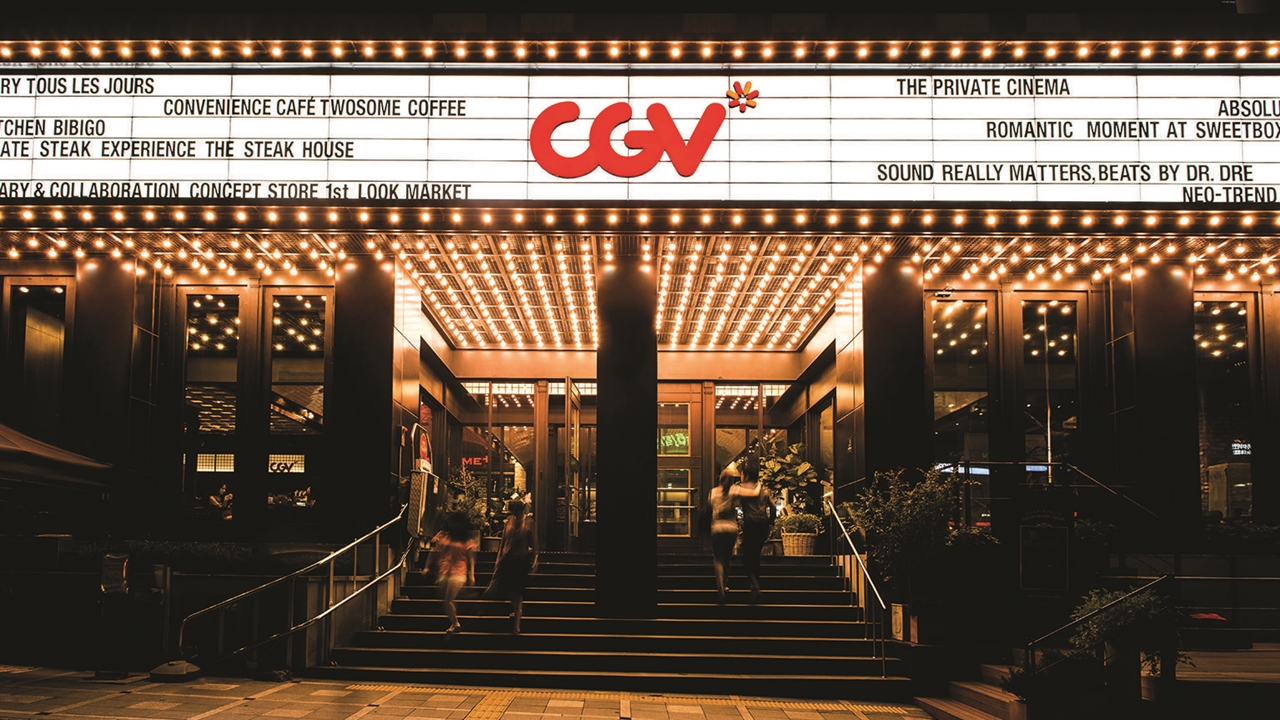 RY TOUS LES JOURS
CONVENIENCE CAFÉ TWOSOME COFFEE
TCHEN BIBIGO
ATE STEAK EXPERIENCE THE STEAK HOUSE
ARY & COLLABORATION CONCEPT STORE 1st LOOK MARKET
CGV
THE PRIVATE CINEMA
ABSOLU
ROMANTIC MOMENT AT SWEETBOX
SOUND REALLY MATTERS, BEATS BY DR. DRE
NEO-TREND
CGV